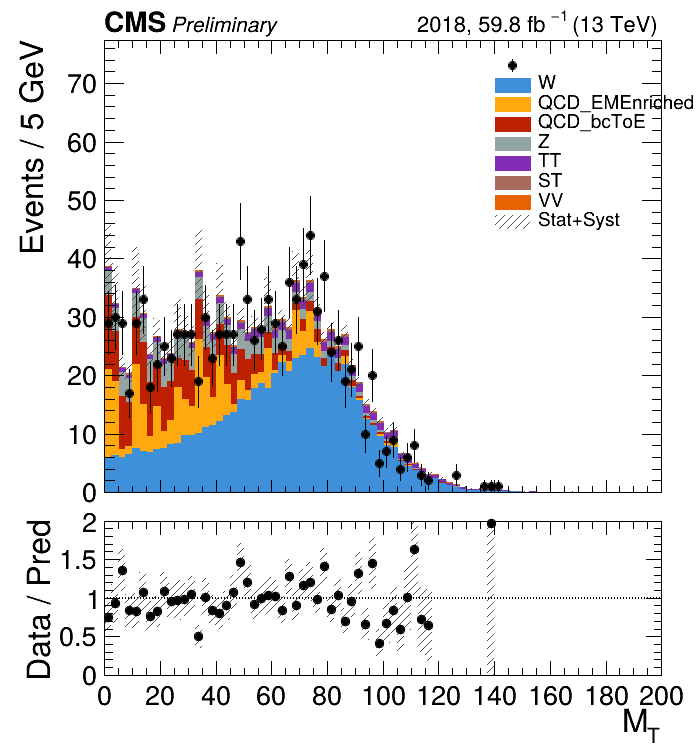 CMS Preliminary 2018, 59.8 fb⁻¹ (13 TeV)
Events / 5 GeV
70
60
50
40
30
20
10
0
W
QCD_EMEnriched
QCD_bcToE
Z
TT
ST
VV
Stat+Syst
Data / Pred
2
1.5
1
0.5
0
0 20 40 60 80 100 120 140 160 180 200
M_T